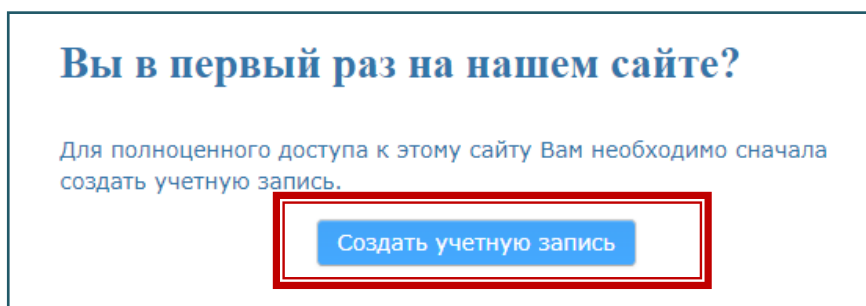 Вы в первый раз на нашем сайте?
Для полноценного доступа к этому сайту Вам необходимо сначала
создать учетную запись.
Создать учетную запись